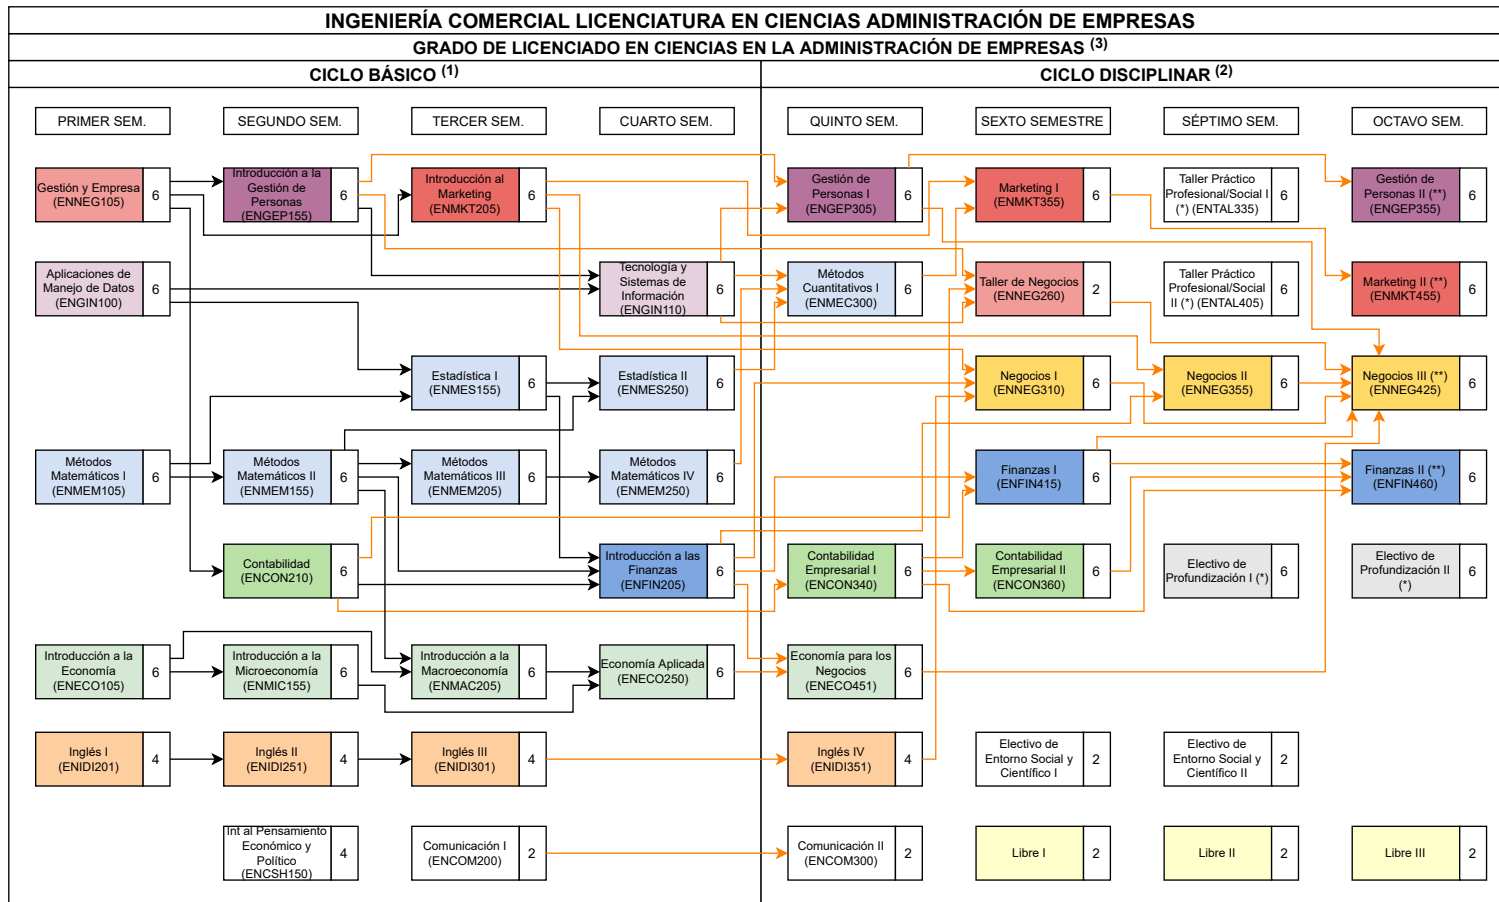 INGENIERÍA COMERCIAL LICENCIATURA EN CIENCIAS ADMINISTRACIÓN DE EMPRESAS
GRADO DE LICENCIADO EN CIENCIAS EN LA ADMINISTRACIÓN DE EMPRESAS (3)
CICLO BÁSICO (1)
CICLO DISCIPLINAR (2)
PRIMER SEM.
SEGUNDO SEM.
TERCER SEM.
CUARTO SEM.
QUINTO SEM.
SEXTO SEMESTRE
SÉPTIMO SEM.
OCTAVO SEM.
Gestión y Empresa
(ENNEG105)
6
Introducción a la
Gestión de
Personas
(ENGEP155)
6
Introducción al
Marketing
(ENMKT205)
6
Gestión de
Personas I
(ENGEP305)
6
Marketing I
(ENMKT355)
6
Taller Práctico
Profesional/Social I
(*) (ENTAL335)
6
Gestión de
Personas II (**)
(ENGEP355)
6
Aplicaciones de
Manejo de Datos
(ENGIN100)
6
Tecnología y
Sistemas de
Información
(ENGIN110)
6
Métodos
Cuantitativos I
(ENMEC300)
6
Taller de Negocios
(ENNEG260)
2
Taller Práctico
Profesional/Social
II (*) (ENTAL405)
6
Marketing II (**)
(ENMKT455)
6
Estadística I
(ENMES155)
6
Estadística II
(ENMES250)
6
Negocios I
(ENNEG310)
6
Negocios II
(ENNEG355)
6
Negocios III (**)
(ENNEG425)
6
Métodos
Matemáticos I
(ENMEM105)
6
Métodos
Matemáticos II
(ENMEM155)
6
Métodos
Matemáticos III
(ENMEM205)
6
Métodos
Matemáticos IV
(ENMEM250)
6
Finanzas I
(ENFIN415)
6
Finanzas II (**)
(ENFIN460)
6
Contabilidad
(ENCON210)
6
Introducción a las
Finanzas
(ENFIN205)
6
Contabilidad
Empresarial I
(ENCON340)
6
Contabilidad
Empresarial II
(ENCON360)
6
Electivo de
Profundización I (*)
6
Electivo de
Profundización II
(*)
6
Introducción a la
Economía
(ENECO105)
6
Introducción a la
Microeconomía
(ENMIC155)
6
Introducción a la
Macroeconomía
(ENMAC205)
6
Economía Aplicada
(ENECO250)
6
Economía para los
Negocios
(ENECO451)
6
Inglés I
(ENIDI201)
4
Inglés II
(ENIDI251)
4
Inglés III
(ENIDI301)
4
Inglés IV
(ENIDI351)
4
Electivo de
Entorno Social y
Científico I
2
Electivo de
Entorno Social y
Científico II
2
Int al Pensamiento
Económico y
Político
(ENCSH150)
4
Comunicación I
(ENCOM200)
2
Comunicación II
(ENCOM300)
2
Libre I
2
Libre II
2
Libre III
2